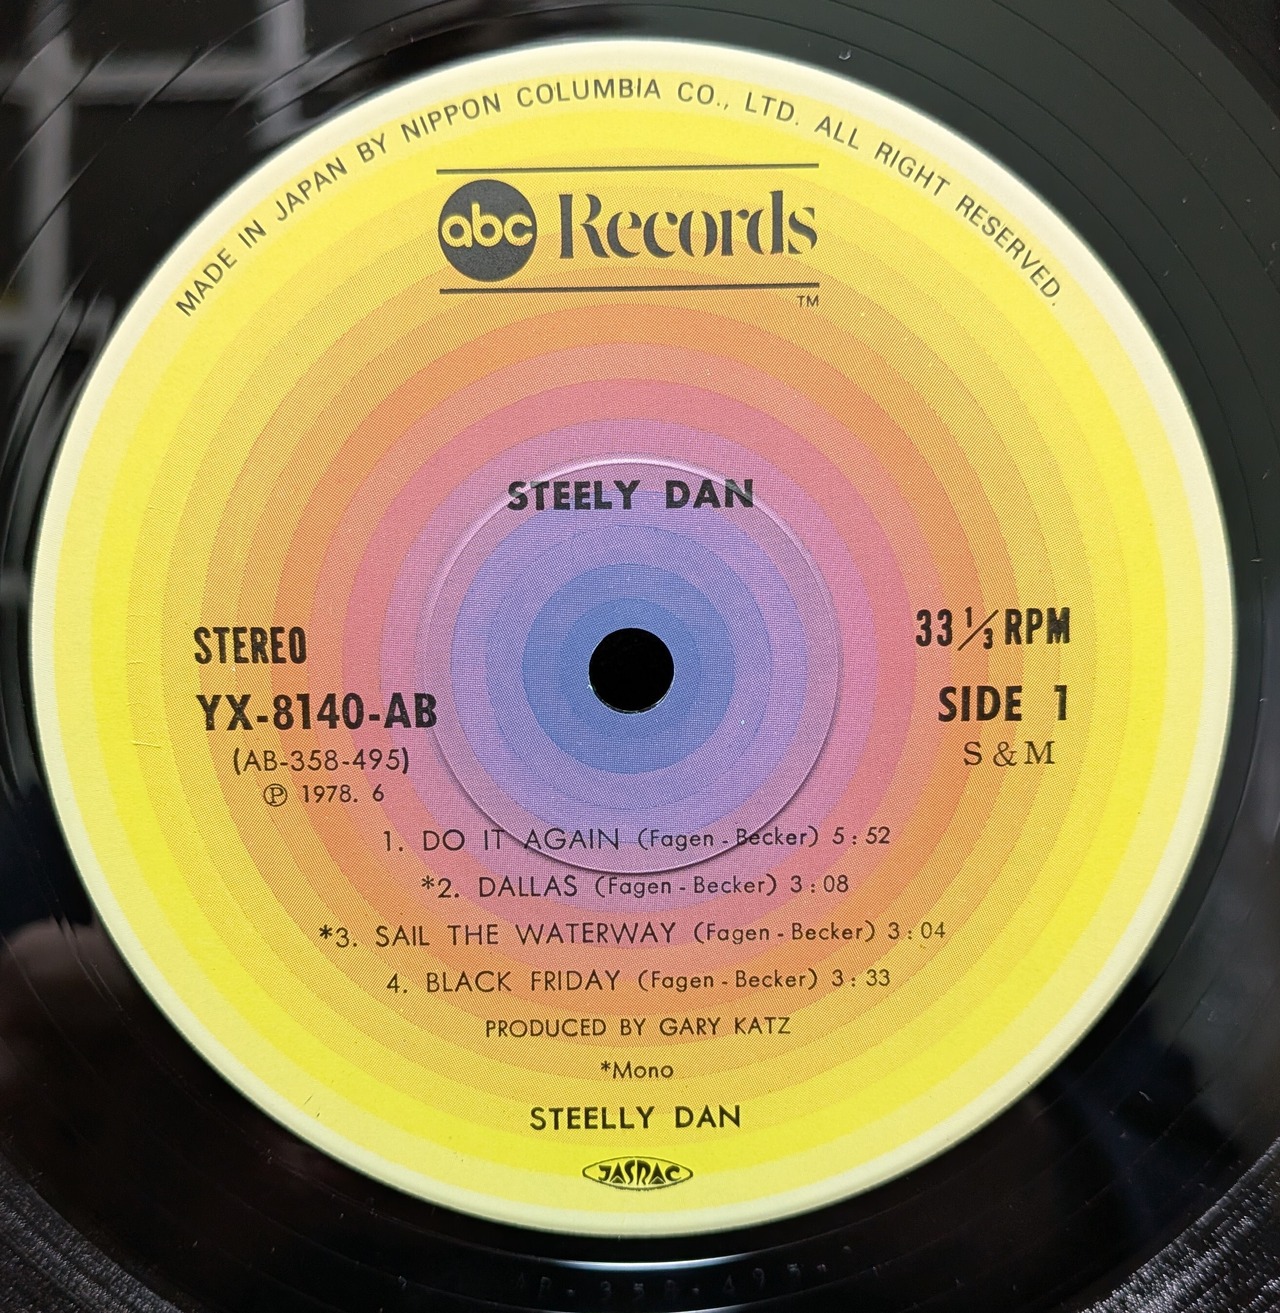 MADE IN JAPAN BY NIPPON COLUMBIA CO., LTD. ALL RIGHT RESERVED.
abc Records
TM
STEELY DAN
STEREO
33 1/3 RPM
YX-8140-AB
SIDE 1
(AB-358-495)
S & M
Ⓟ 1978. 6
1. DO IT AGAIN (Fagen - Becker) 5 : 52
*2. DALLAS (Fagen - Becker) 3 : 08
*3. SAIL THE WATERWAY (Fagen - Becker) 3 : 04
4. BLACK FRIDAY (Fagen - Becker) 3 : 33
PRODUCED BY GARY KATZ
*Mono
STEELLY DAN
JASRAC